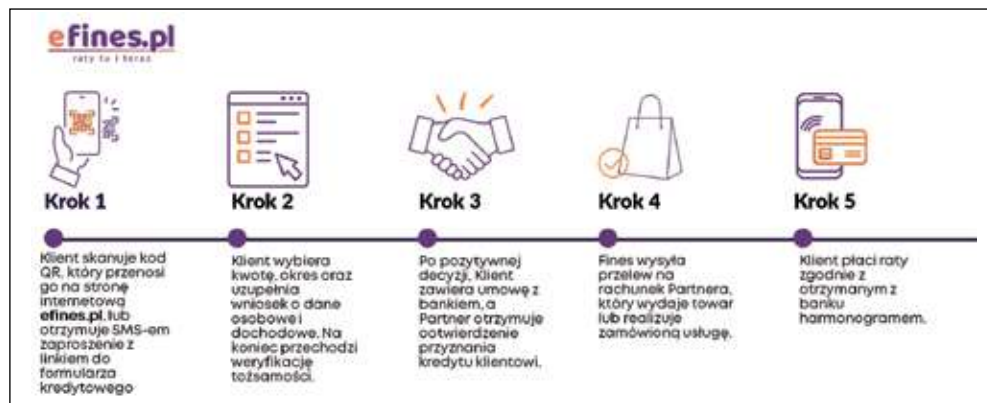 efines.pl
raty tu i teraz
Krok 1
Klient skanuje kod
QR, który przenosi
go na stronę
internetową
efines.pl, lub
otrzymuje SMS-em
zaproszenie z
linkiem do
formularza
kredytowego
Krok 2
Klient wybiera
kwotę, okres oraz
uzupełnia
wniosek o dane
osobowe i
dochodowe. Na
koniec przechodzi
weryfikację
tożsamości.
Krok 3
Po pozytywnej
decyzji, Klient
zawiera umowę z
bankiem, a
Partner otrzymuje
ootwierdzenie
przyznania
kredytu klientowi.
Krok 4
Fines wysyła
przelew na
rachunek Partnera,
który wydaje towar
lub realizuje
zamówioną usługę.
Krok 5
Klient płaci raty
zgodnie z
otrzymanym z
banku
harmonogramem.